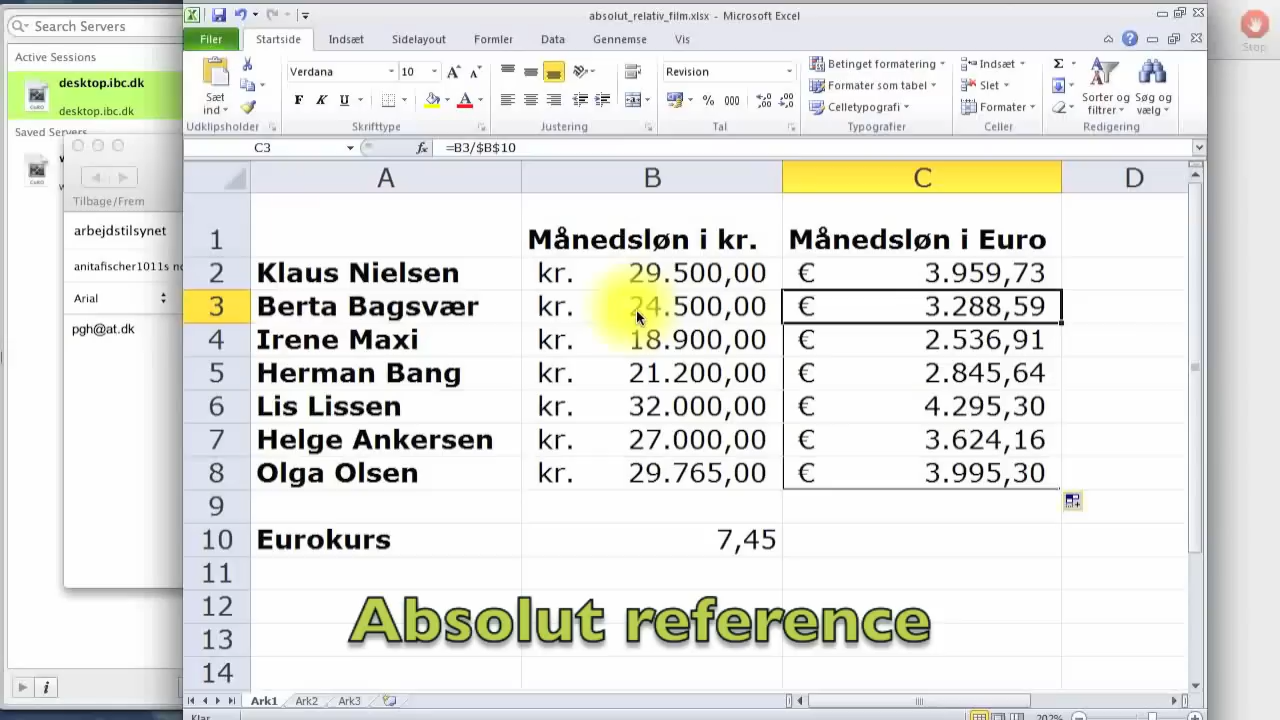 Search Servers
Active Sessions
desktop.ibc.dk
desktop.ibc.dk
Saved Servers
Tilbage/Frem
arbejdstilsynet
anitafischer1011s
Arial
pgh@at.dk
absolut_relativ_film.xlsx - Microsoft Excel
Stop
Filer Startside Indsæt Sidelayout Formler Data Gennemse Vis
Sæt ind
Verdana 10
F K U
Revision
% 000
Betinget formatering
Formater som tabel
Celletypografi
Indsæt
Slet
Formater
Σ
Sorter og filtrer
Søg og vælg
Udklipsholder Skrifttype Justering Tal Typografier Celler Redigering
C3 fx =B3/$B$10
A B C D
1 Månedsløn i kr. Månedsløn i Euro
2 Klaus Nielsen kr. 29.500,00 € 3.959,73
3 Berta Bagsvær kr. 24.500,00 € 3.288,59
4 Irene Maxi kr. 18.900,00 € 2.536,91
5 Herman Bang kr. 21.200,00 € 2.845,64
6 Lis Lissen kr. 32.000,00 € 4.295,30
7 Helge Ankersen kr. 27.000,00 € 3.624,16
8 Olga Olsen kr. 29.765,00 € 3.995,30
9
10 Eurokurs 7,45
11
12
13
14
Absolut reference
Ark1 Ark2 Ark3
Klar 202%